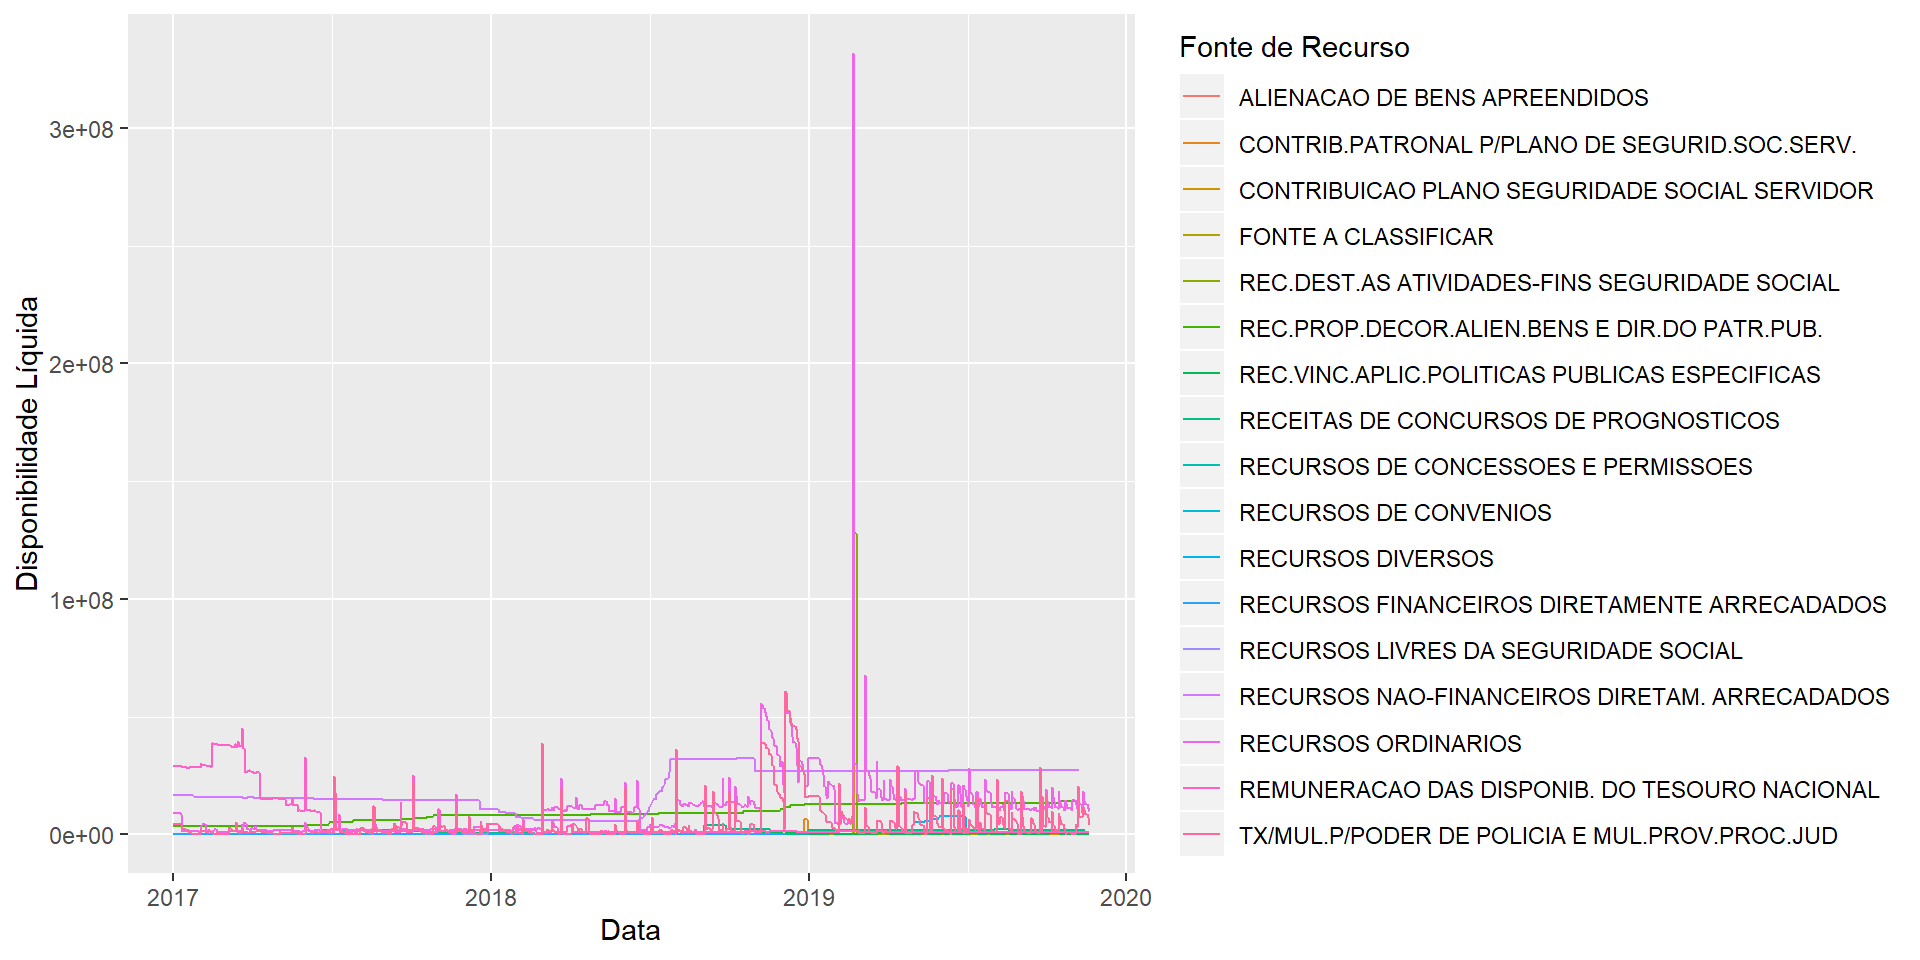 Disponibilidade Líquida
3e+08
2e+08
1e+08
0e+00
2017
2018
2019
2020
Data
Fonte de Recurso
ALIENACAO DE BENS APREENDIDOS
CONTRIB.PATRONAL P/PLANO DE SEGURID.SOC.SERV.
CONTRIBUICAO PLANO SEGURIDADE SOCIAL SERVIDOR
FONTE A CLASSIFICAR
REC.DEST.AS ATIVIDADES-FINS SEGURIDADE SOCIAL
REC.PROP.DECOR.ALIEN.BENS E DIR.DO PATR.PUB.
REC.VINC.APLIC.POLITICAS PUBLICAS ESPECIFICAS
RECEITAS DE CONCURSOS DE PROGNOSTICOS
RECURSOS DE CONCESSOES E PERMISSOES
RECURSOS DE CONVENIOS
RECURSOS DIVERSOS
RECURSOS FINANCEIROS DIRETAMENTE ARRECADADOS
RECURSOS LIVRES DA SEGURIDADE SOCIAL
RECURSOS NAO-FINANCEIROS DIRETAM. ARRECADADOS
RECURSOS ORDINARIOS
REMUNERACAO DAS DISPONIB. DO TESOURO NACIONAL
TX/MUL.P/PODER DE POLICIA E MUL.PROV.PROC.JUD